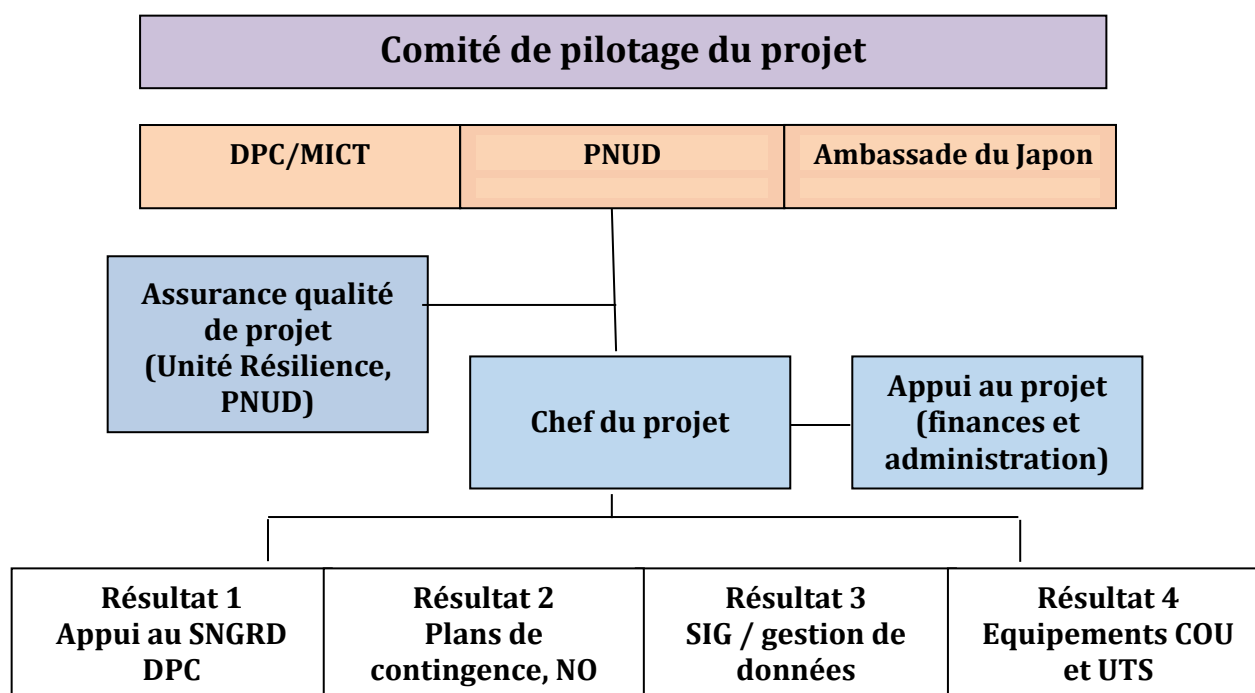 Comité de pilotage du projet
DPC/MICT
PNUD
Ambassade du Japon
Assurance qualité
de projet
(Unité Résilience,
PNUD)
Chef du projet
Appui au projet
(finances et
administration)
Résultat 1
Appui au SNGRD
DPC
Résultat 2
Plans de
contingence, NO
Résultat 3
SIG / gestion de
données
Résultat 4
Equipements COU
et UTS